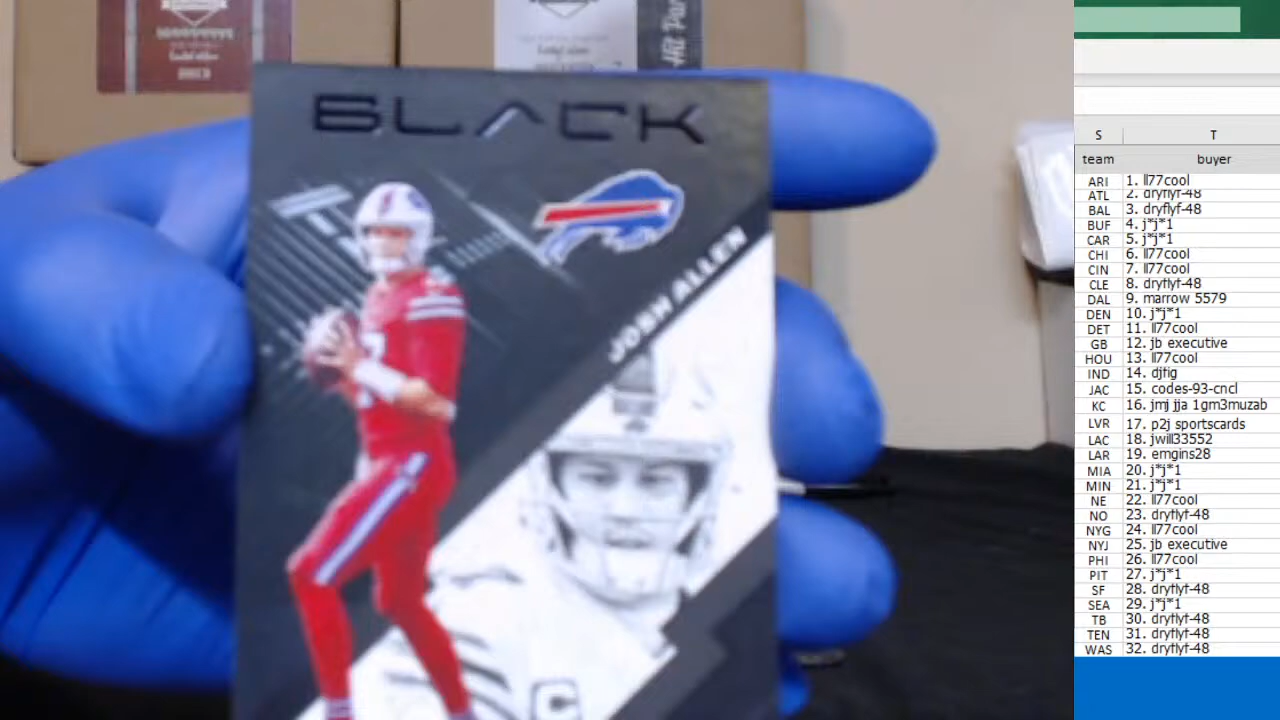 Hit Par
BLACK
JOSH ALLEN
C
S T
team buyer
ARI 1. ll77cool
ATL 2. dryflyf-48
BAL 3. dryflyf-48
BUF 4. j*j*1
CAR 5. j*j*1
CHI 6. ll77cool
CIN 7. ll77cool
CLE 8. dryflyf-48
DAL 9. marrow 5579
DEN 10. j*j*1
DET 11. ll77cool
GB 12. jb executive
HOU 13. ll77cool
IND 14. djfig
JAC 15. codes-93-cncl
KC 16. jmj jja 1gm3muzab
LVR 17. p2j sportscards
LAC 18. jwill33552
LAR 19. emgins28
MIA 20. j*j*1
MIN 21. j*j*1
NE 22. ll77cool
NO 23. dryflyf-48
NYG 24. ll77cool
NYJ 25. jb executive
PHI 26. ll77cool
PIT 27. j*j*1
SF 28. dryflyf-48
SEA 29. j*j*1
TB 30. dryflyf-48
TEN 31. dryflyf-48
WAS 32. dryflyf-48